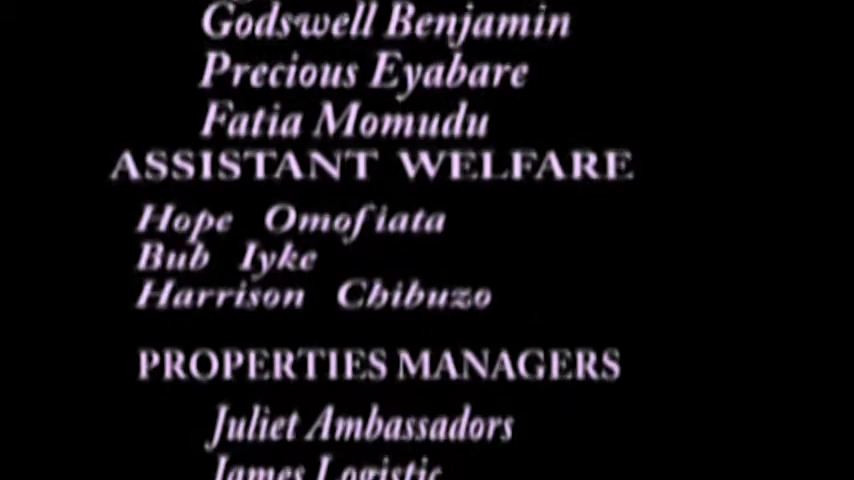 Godswell Benjamin
Precious Eyabare
Fatia Momudu
ASSISTANT WELFARE
Hope Omofiata
Bub Iyke
Harrison Chibuzo
PROPERTIES MANAGERS
Juliet Ambassadors
James Logistic